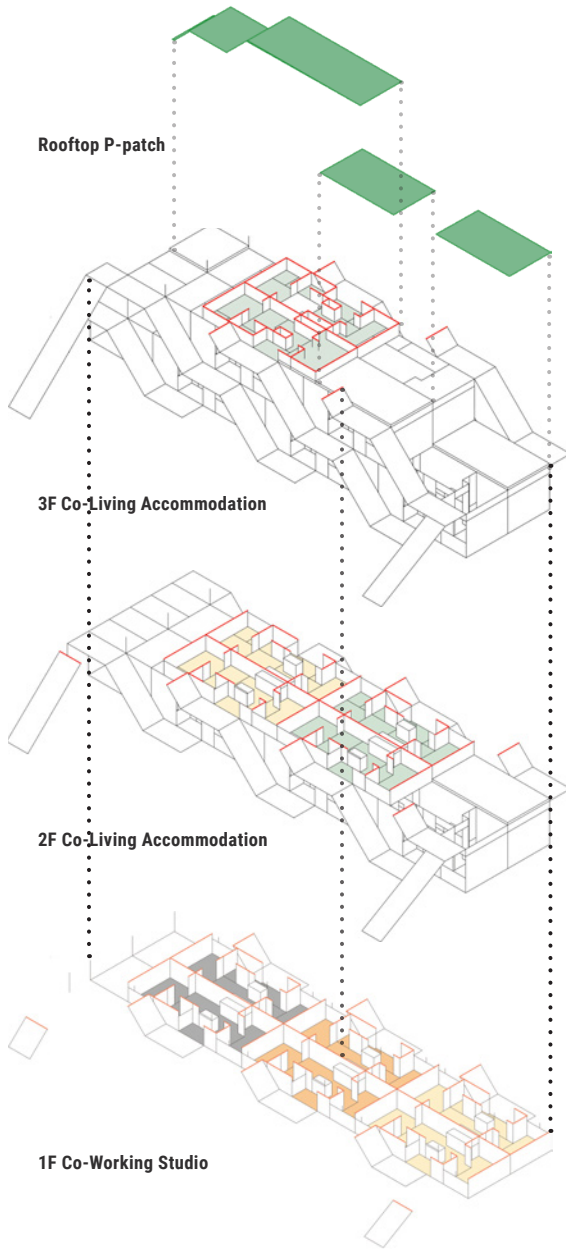 Rooftop P-patch
3F Co-Living Accommodation
2F Co-Living Accommodation
1F Co-Working Studio